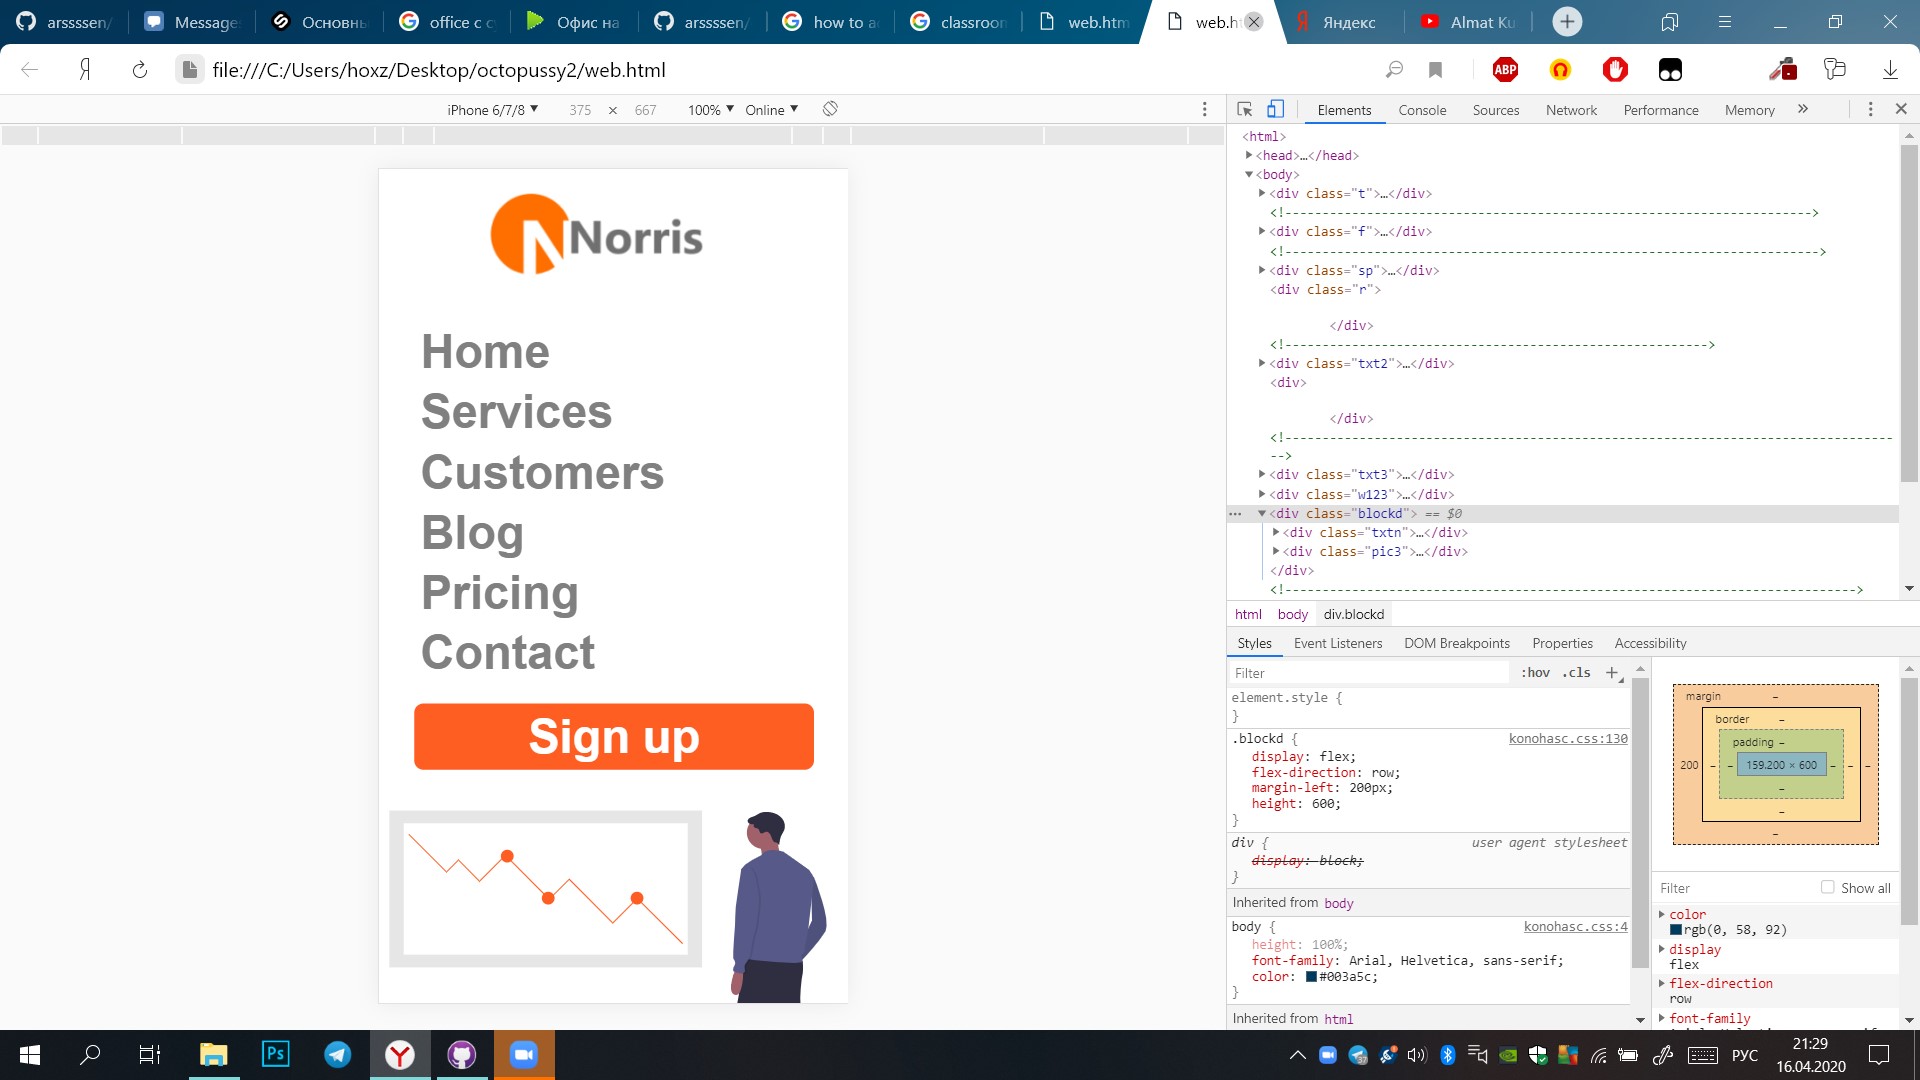 arssssen/
Message
Основны
office с с
Офис на
arssssen/
how to a
classroon
web.htm
web.ht
Яндекс
Almat Ku
file:///C:/Users/hoxz/Desktop/octopussy2/web.html
ABP
iPhone 6/7/8 ▼ 375 × 667 100% ▼ Online ▼
Elements Console Sources Network Performance Memory »
<html>
<head>…</head>
<body>
<div class="t">…</div>
<!----------------------------------------------------------------------->
<div class="f">…</div>
<!------------------------------------------------------------------------>
<div class="sp">…</div>
<div class="r">
</div>
<!--------------------------------------------------------->
<div class="txt2">…</div>
<div>
</div>
<!----------------------------------------------------------------------------------
-->
<div class="txt3">…</div>
<div class="w123">…</div>
<div class="blockd"> == $0
<div class="txtn">…</div>
<div class="pic3">…</div>
</div>
<!----------------------------------------------------------------------------->
html body div.blockd
Styles Event Listeners DOM Breakpoints Properties Accessibility
Filter :hov .cls +
element.style {
}
.blockd { konohasc.css:130
display: flex;
flex-direction: row;
margin-left: 200px;
height: 600;
}
div { user agent stylesheet
display: block;
}
Inherited from body
body { konohasc.css:4
height: 100%;
font-family: Arial, Helvetica, sans-serif;
color: #003a5c;
}
Inherited from html
margin –
border –
padding –
200 – – 159.200 × 600 – – –
–
–
–
Filter Show all
color
rgb(0, 58, 92)
display
flex
flex-direction
row
font-family
Norris
Home
Services
Customers
Blog
Pricing
Contact
Sign up
Ps
РУС
21:29
16.04.2020